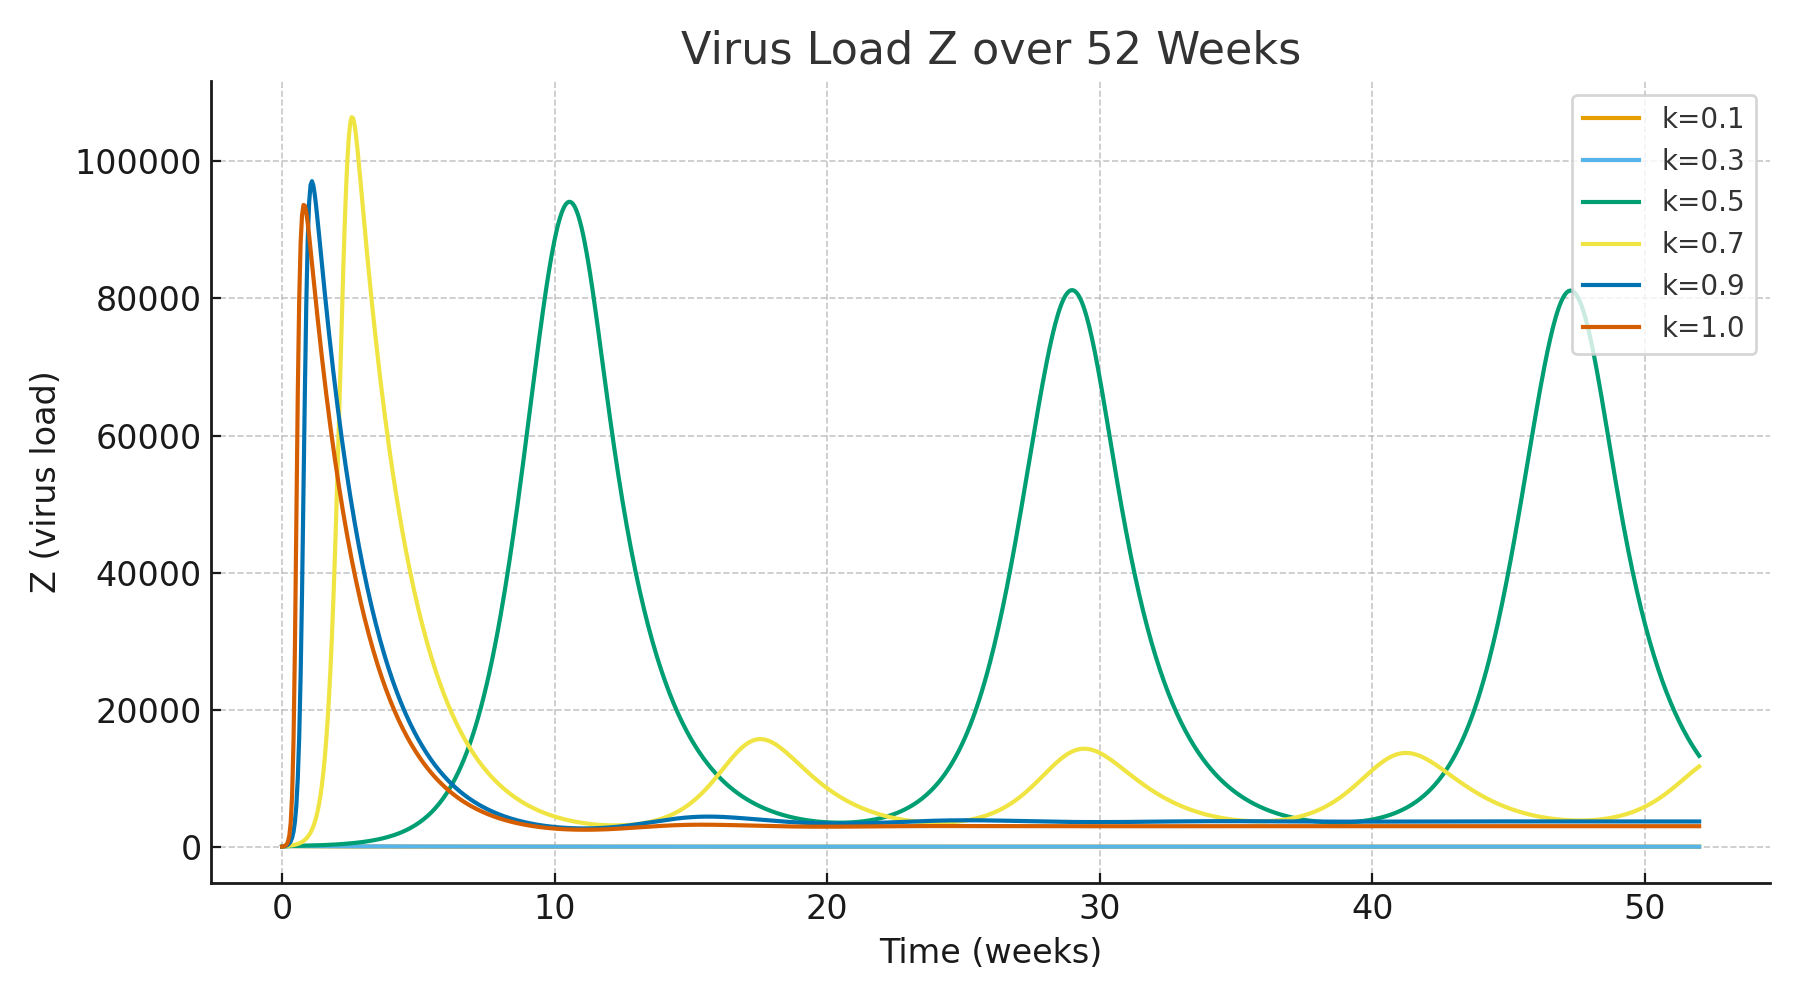 Virus Load Z over 52 Weeks
k=0.1
k=0.3
k=0.5
k=0.7
k=0.9
k=1.0
100000
80000
60000
40000
20000
0
Z (virus load)
0 10 20 30 40 50
Time (weeks)